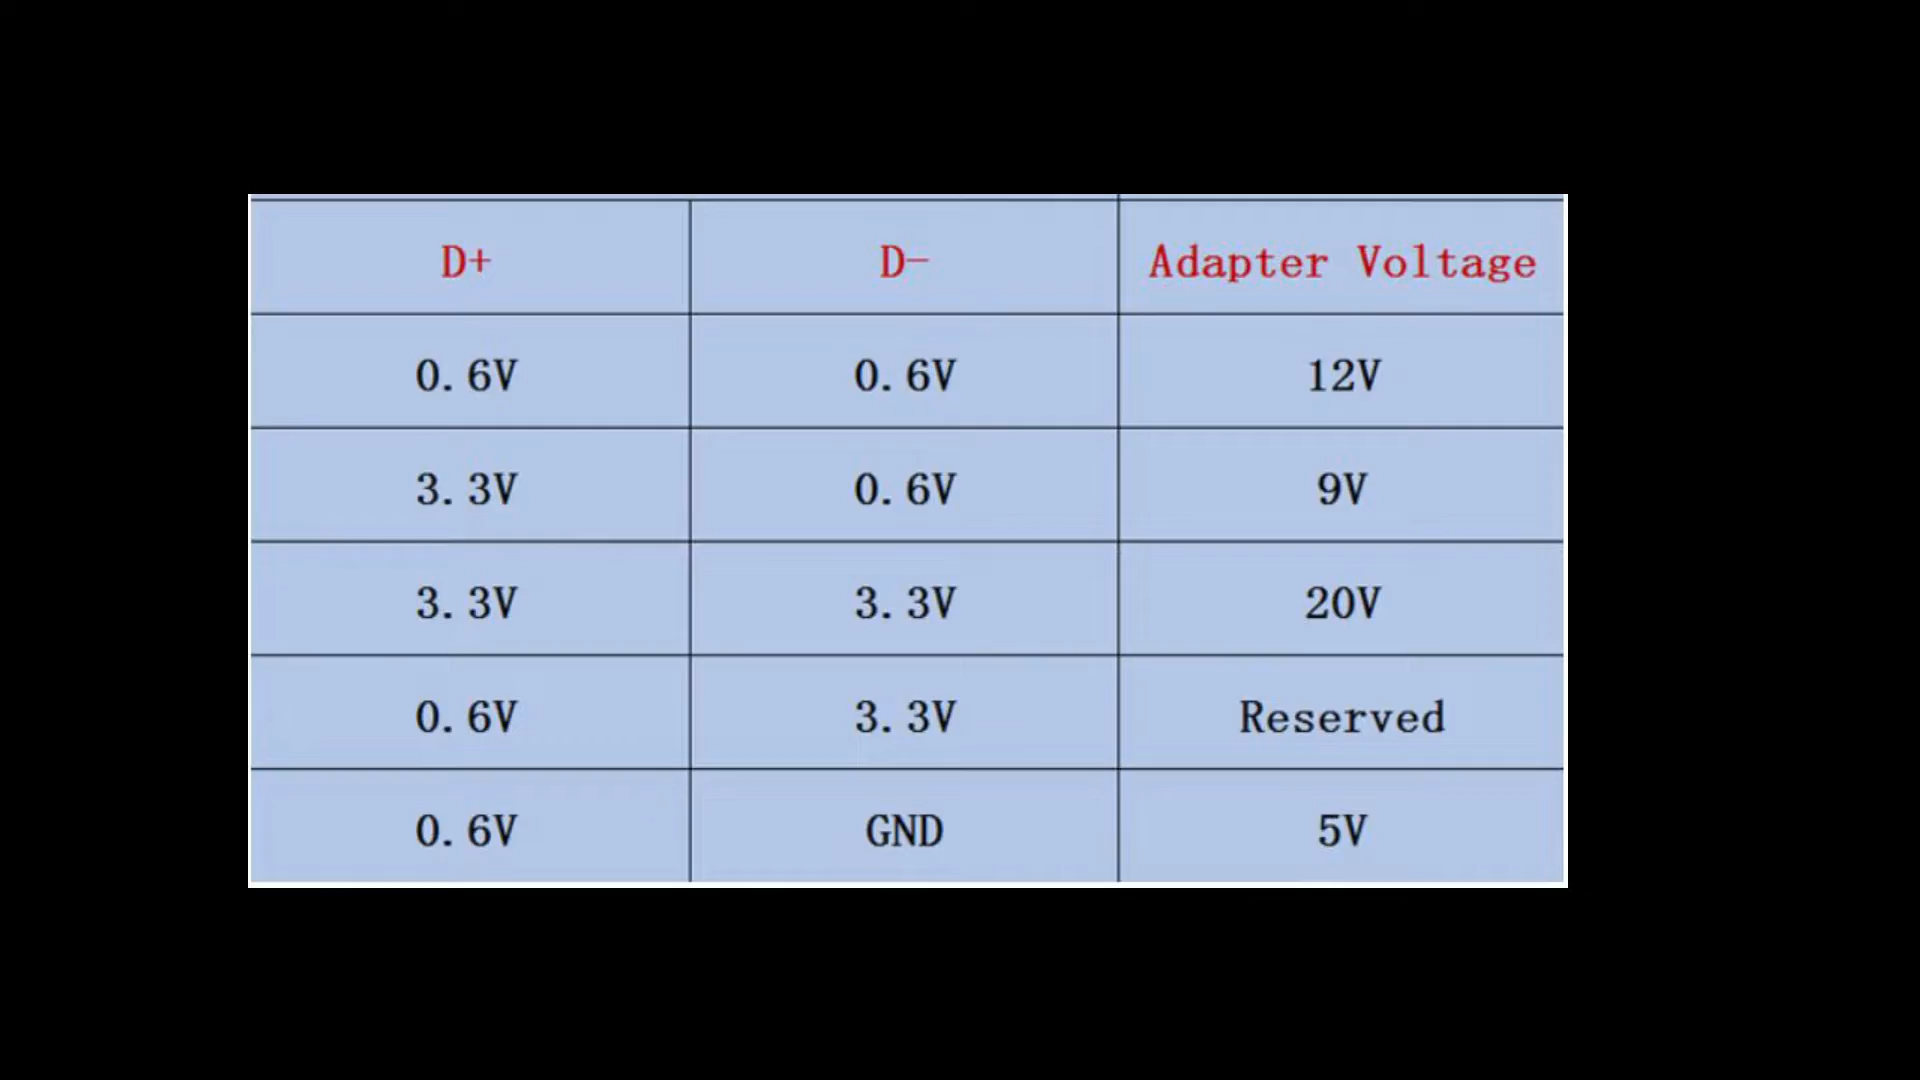 D+ D- Adapter Voltage
0.6V 0.6V 12V
3.3V 0.6V 9V
3.3V 3.3V 20V
0.6V 3.3V Reserved
0.6V GND 5V